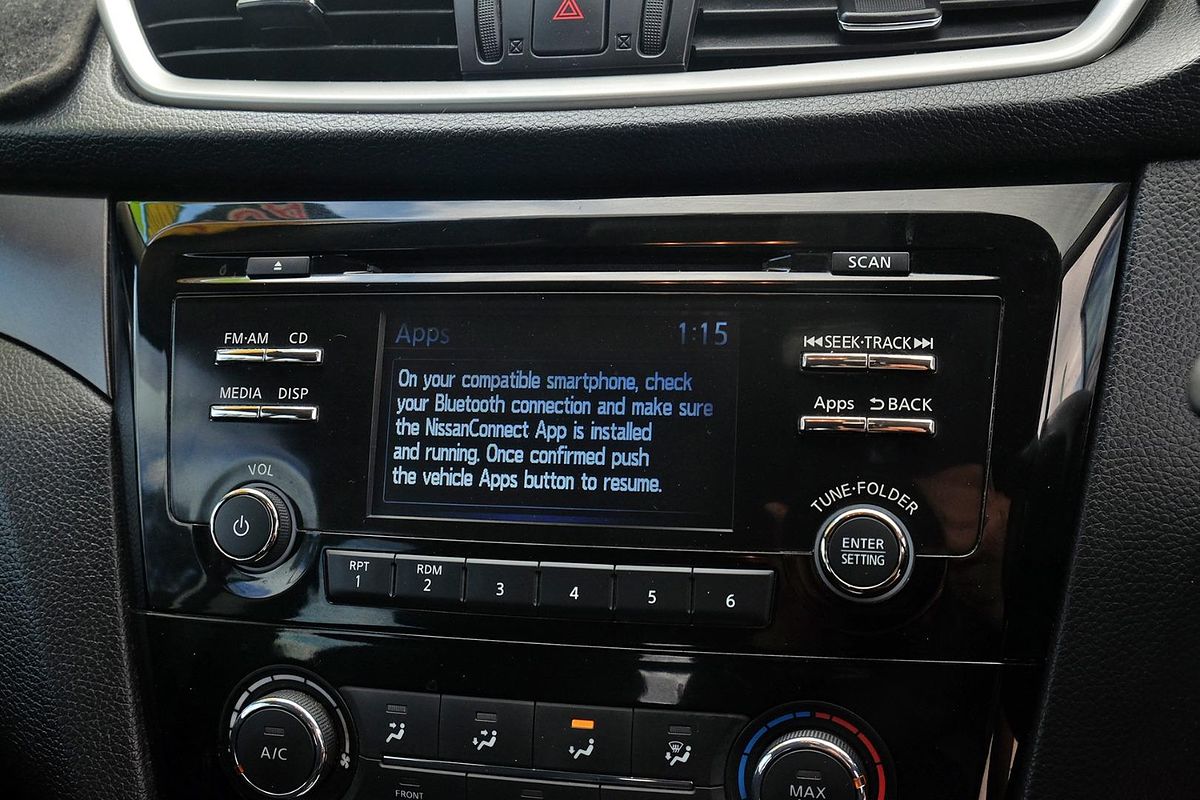 SCAN
FM·AM CD
MEDIA DISP
VOL
Apps 1:15
On your compatible smartphone, check
your Bluetooth connection and make sure
the NissanConnect App is installed
and running. Once confirmed push
the vehicle Apps button to resume.
SEEK·TRACK
Apps BACK
TUNE·FOLDER
ENTER
SETTING
RPT RDM
1 2 3 4 5 6
A/C
FRONT
MAX